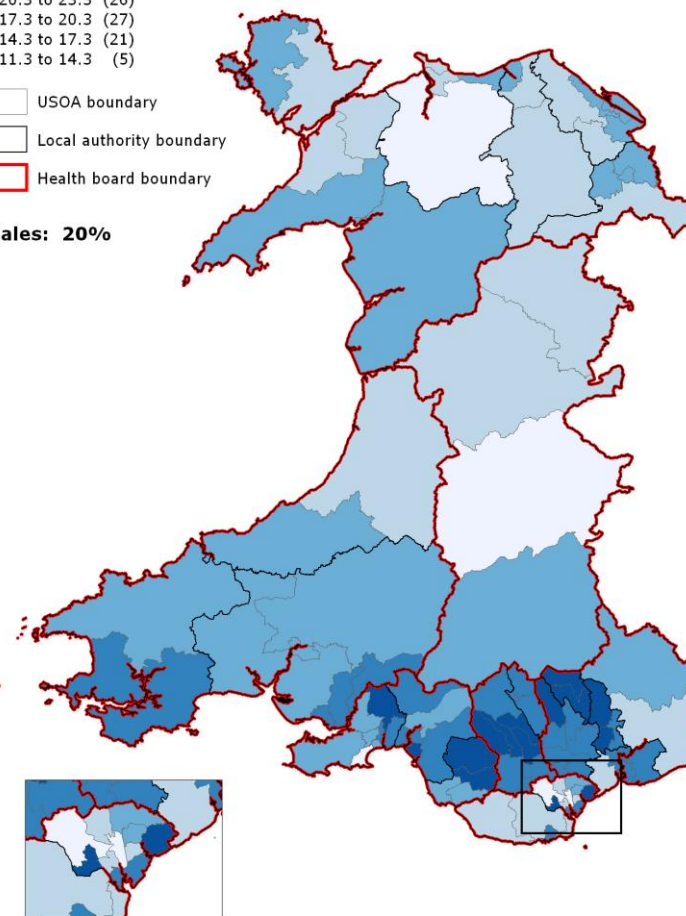 17.3 to 20.3 (27)
14.3 to 17.3 (21)
11.3 to 14.3 (5)
USOA boundary
Local authority boundary
Health board boundary
ales: 20%